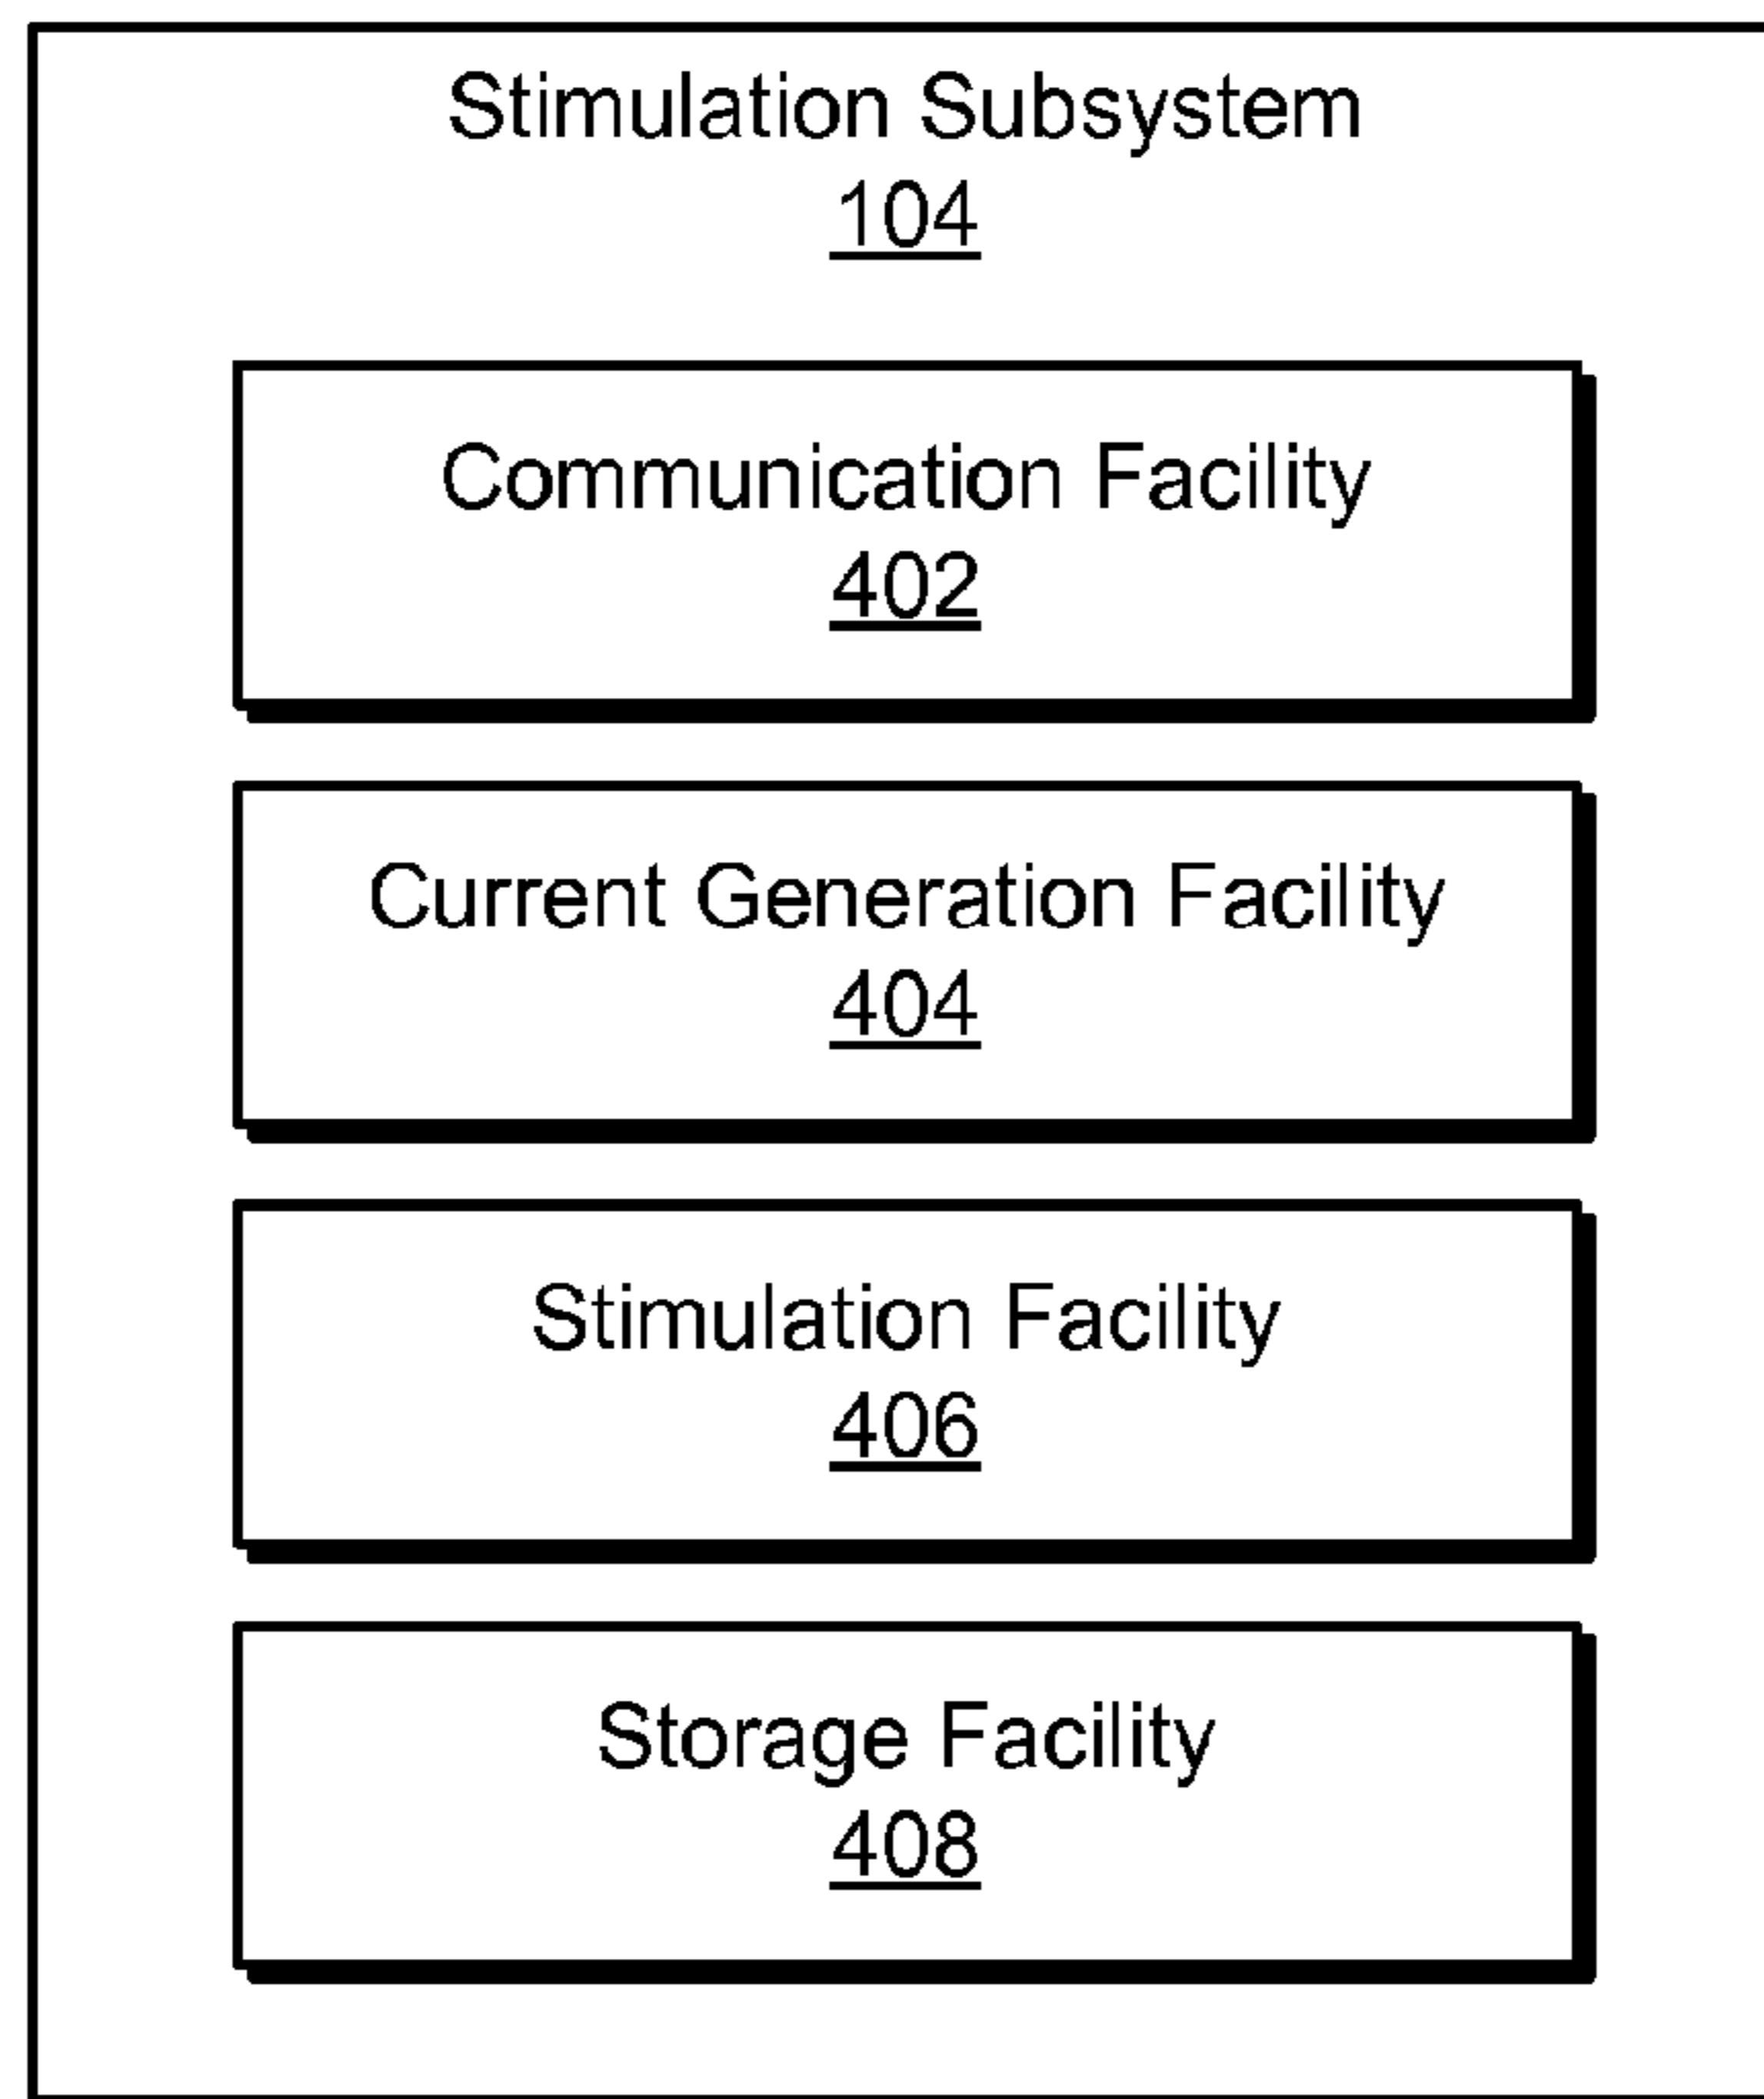 Stimulation Subsystem
104
Communication Facility
402
Current Generation Facility
404
Stimulation Facility
406
Storage Facility
408